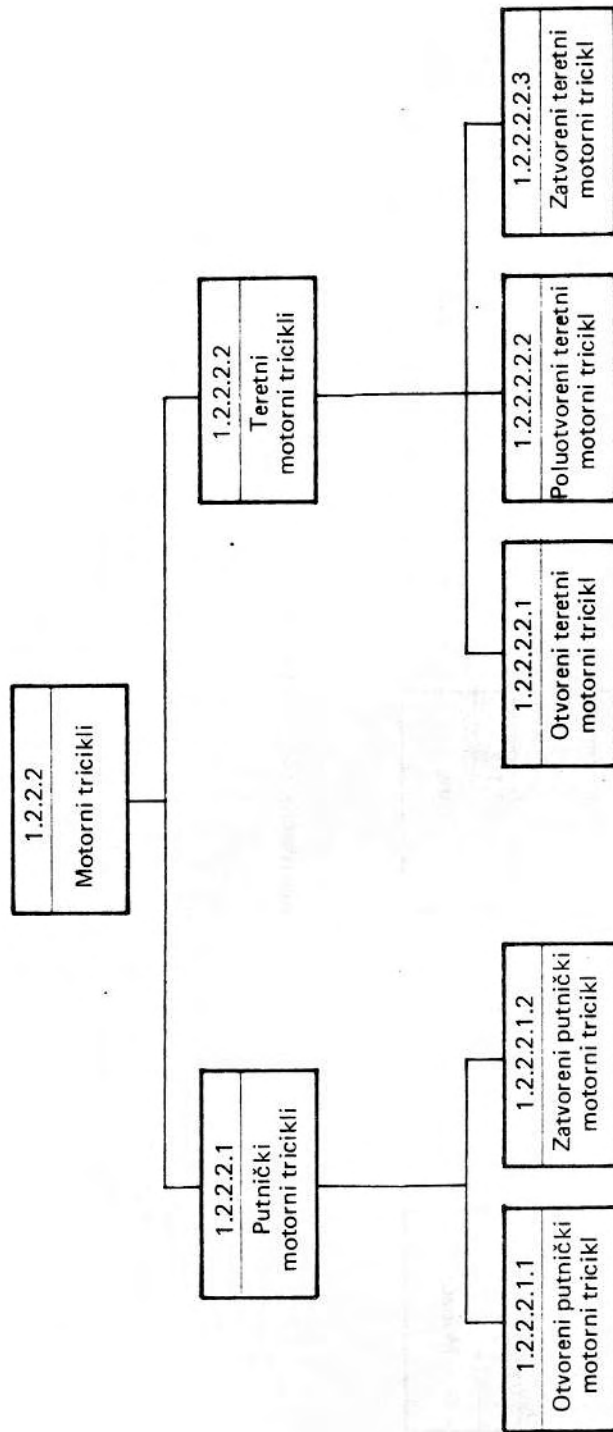 1.2.2.2
Motorni tricikli
1.2.2.2.1
Putnički
motorni tricikli
1.2.2.2.2
Teretni
motorni tricikli
1.2.2.2.1.1
Otvoreni putnički
motorni tricikl
1.2.2.2.1.2
Zatvoreni putnički
motorni tricikl
1.2.2.2.2.1
Otvoreni teretni
motorni tricikl
1.2.2.2.2.2
Poluotvoreni teretni
motorni tricikl
1.2.2.2.2.3
Zatvoreni teretni
motorni tricikl